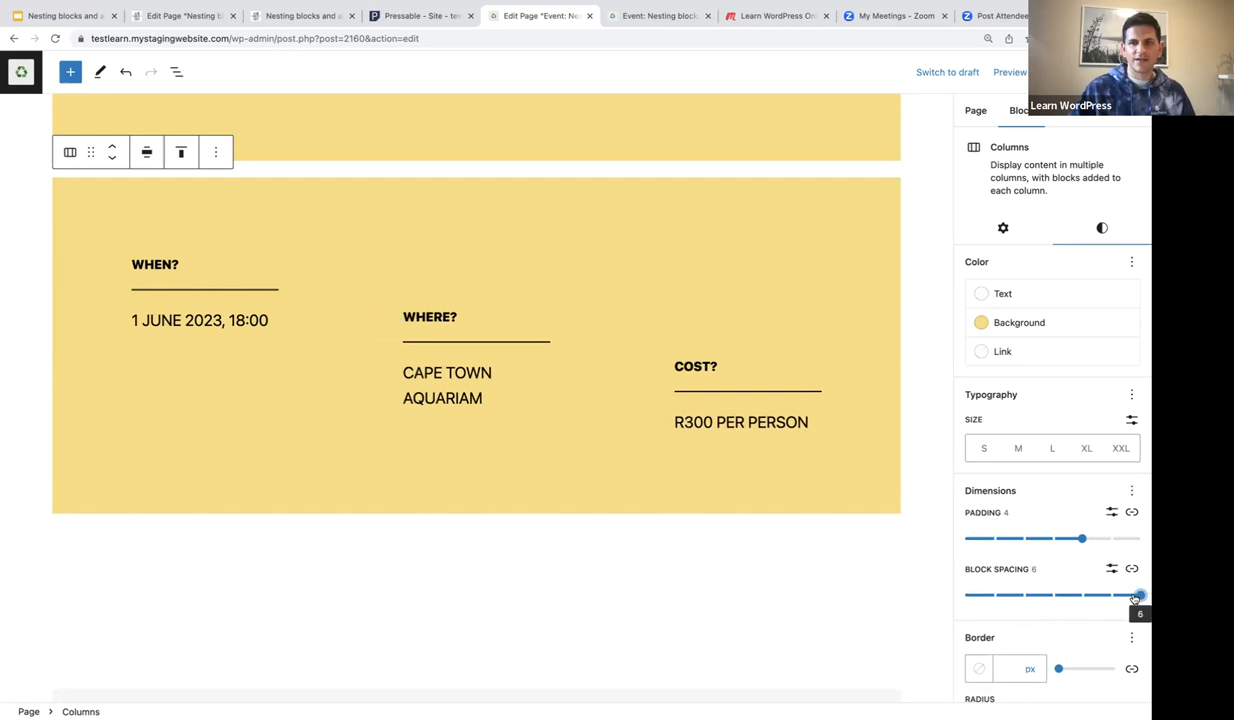 Nesting blocks and a
Edit Page "Nesting bl
Nesting blocks and a
Pressable - Site - te
Edit Page "Event: Ne
Event: Nesting block
Learn WordPress Onl
My Meetings - Zoom
Post Attende
testlearn.mystagingwebsite.com/wp-admin/post.php?post=2160&action=edit
Switch to draft
Preview
Learn WordPress
Page
Bloc
Columns
Display content in multiple
columns, with blocks added to
each column.
Color
Text
Background
Link
Typography
SIZE
S M L XL XXL
Dimensions
PADDING 4
BLOCK SPACING 6
6
Border
px
RADIUS
WHEN?
1 JUNE 2023, 18:00
WHERE?
CAPE TOWN
AQUARIAM
COST?
R300 PER PERSON
Page > Columns